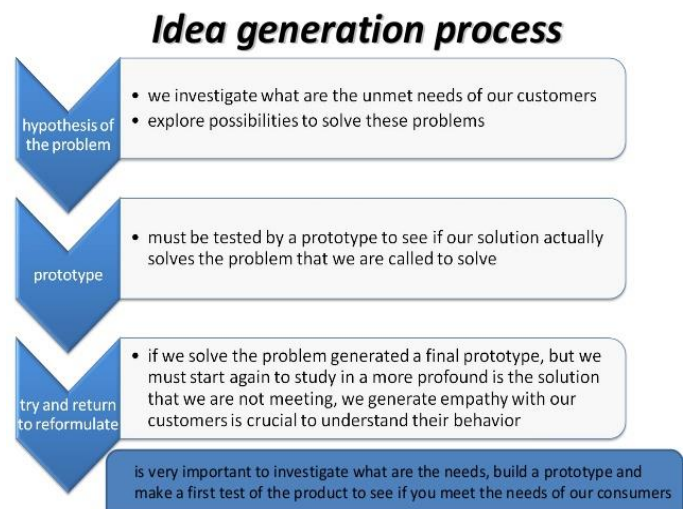 Idea generation process
hypothesis of
the problem
• we investigate what are the unmet needs of our customers
• explore possibilities to solve these problems
prototype
• must be tested by a prototype to see if our solution actually
solves the problem that we are called to solve
try and return
to reformulate
• if we solve the problem generated a final prototype, but we
must start again to study in a more profound is the solution
that we are not meeting, we generate empathy with our
customers is crucial to understand their behavior
is very important to investigate what are the needs, build a prototype and
make a first test of the product to see if you meet the needs of our consumers